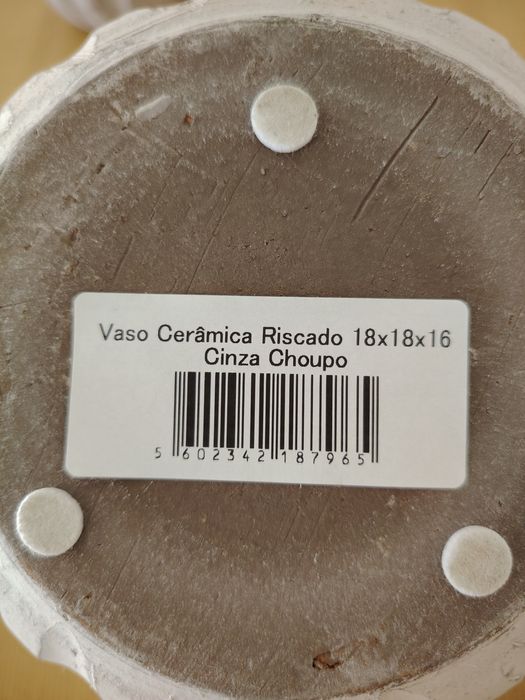 Vaso Cerâmica Riscado 18x18x16
Cinza Choupo
5 602342 187965